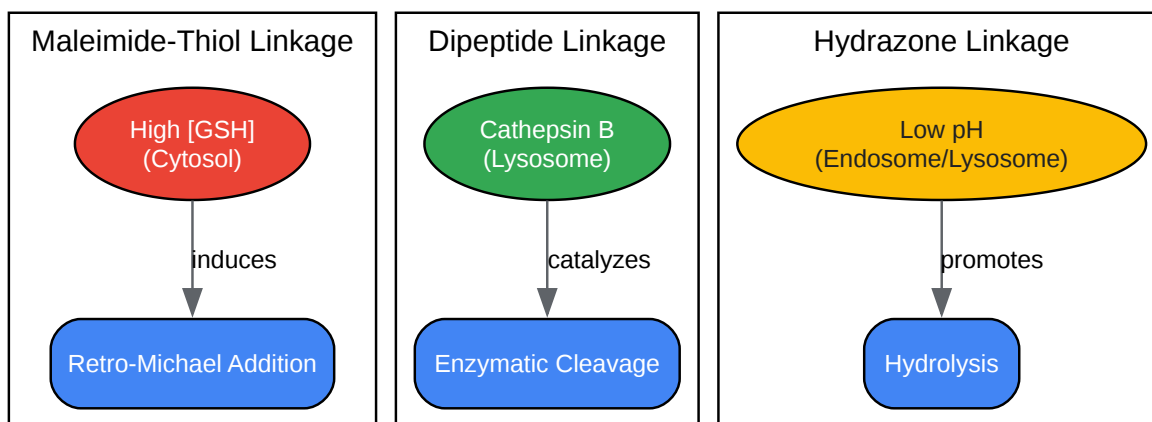 Maleimide-Thiol Linkage
High [GSH]
(Cytosol)
induces
Retro-Michael Addition
Dipeptide Linkage
Cathepsin B
(Lysosome)
catalyzes
Enzymatic Cleavage
Hydrazone Linkage
Low pH
(Endosome/Lysosome)
promotes
Hydrolysis